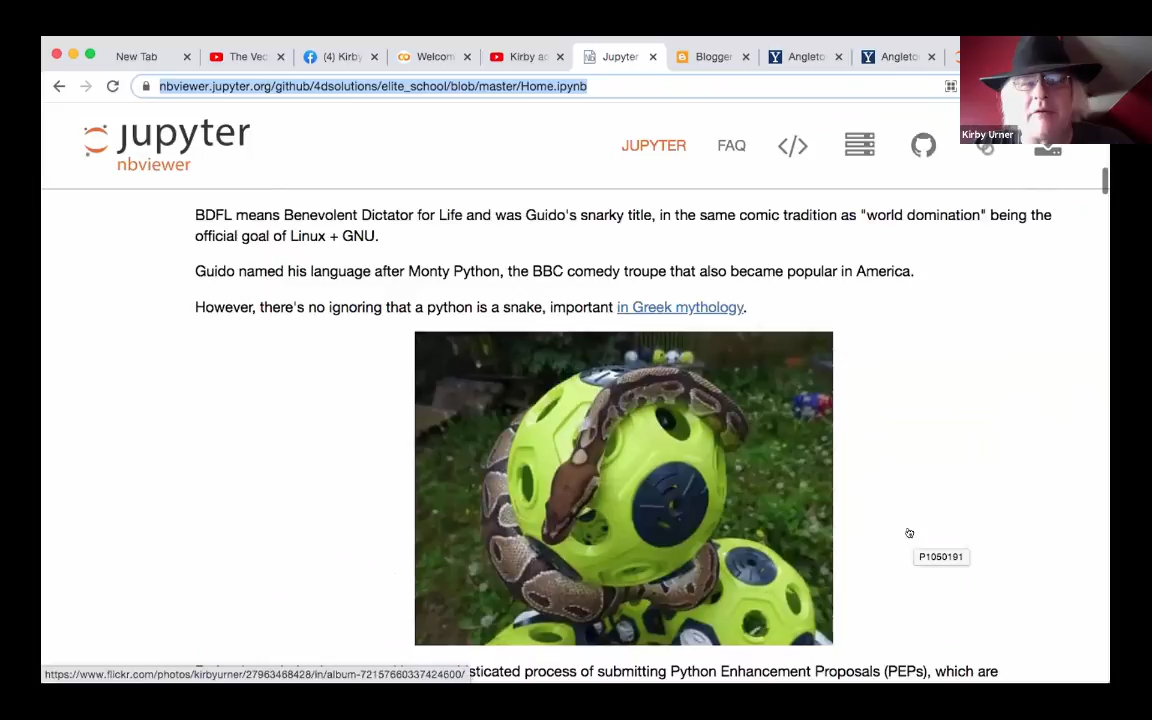 New Tab
The Vec
(4) Kirby
Welcom
Kirby ac
Jupyter
Blogger
Angleto
Angleto
nbviewer.jupyter.org/github/4dsolutions/elite_school/blob/master/Home.ipynb
Kirby Urner
jupyter
nbviewer
JUPYTER
FAQ
BDFL means Benevolent Dictator for Life and was Guido's snarky title, in the same comic tradition as "world domination" being the
official goal of Linux + GNU.
Guido named his language after Monty Python, the BBC comedy troupe that also became popular in America.
However, there's no ignoring that a python is a snake, important in Greek mythology.
P1050191
sticated process of submitting Python Enhancement Proposals (PEPs), which are
https://www.flickr.com/photos/kirbyurner/27963468428/in/album-72157660337424600/